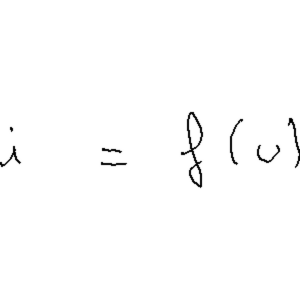 i = f(v)